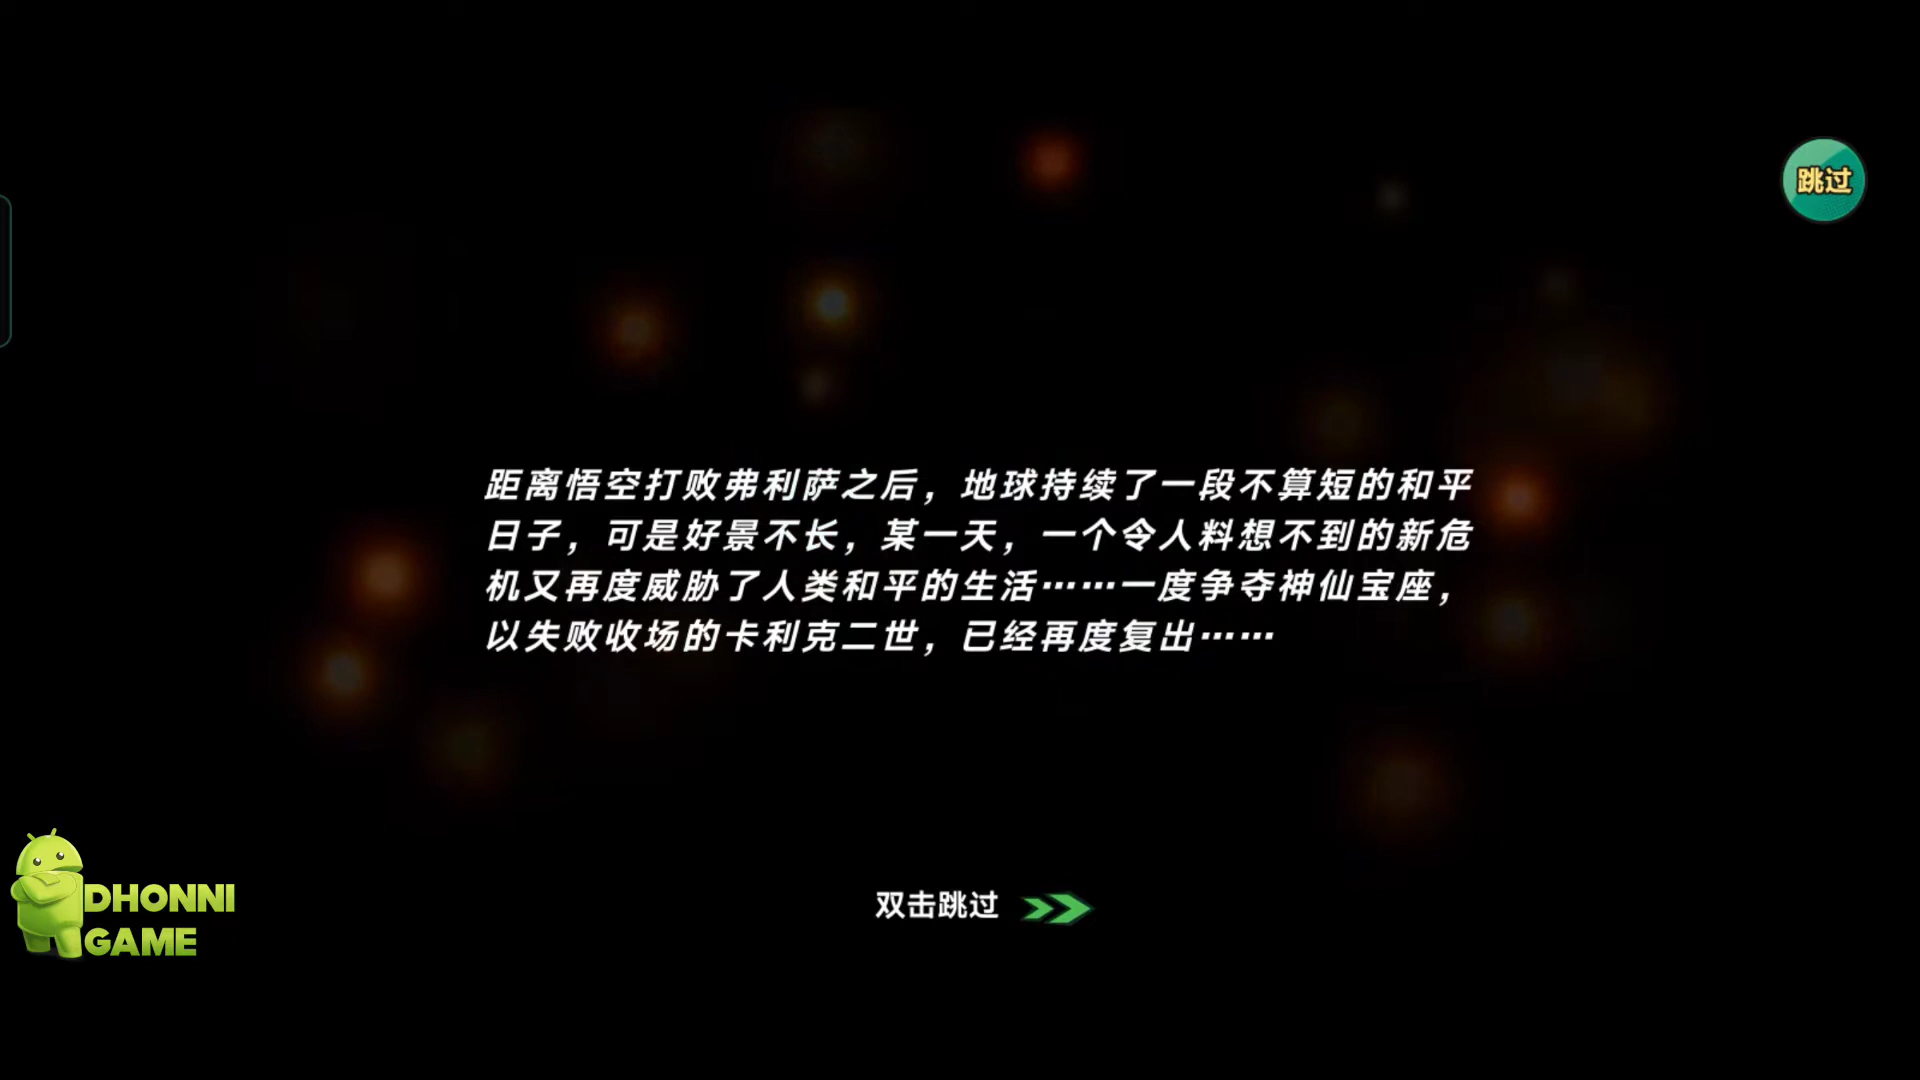 跳过
距离悟空打败弗利萨之后，地球持续了一段不算短的和平
日子，可是好景不长，某一天，一个令人料想不到的新危
机又再度威胁了人类和平的生活……一度争夺神仙宝座，
以失败收场的卡利克二世，已经再度复出……
双击跳过
DHONNI
GAME